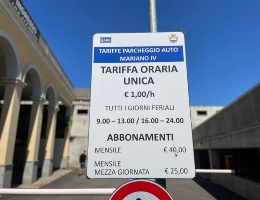 TARIFFE PARCHEGGIO AUTO
MARIANO IV
TARIFFA ORARIA
UNICA
€ 1,00/h
TUTTI I GIORNI FERIALI
9.00 - 13.00 / 16.00 - 24.00
ABBONAMENTI
MENSILE € 40,00
MENSILE
MEZZA GIORNATA € 25,00